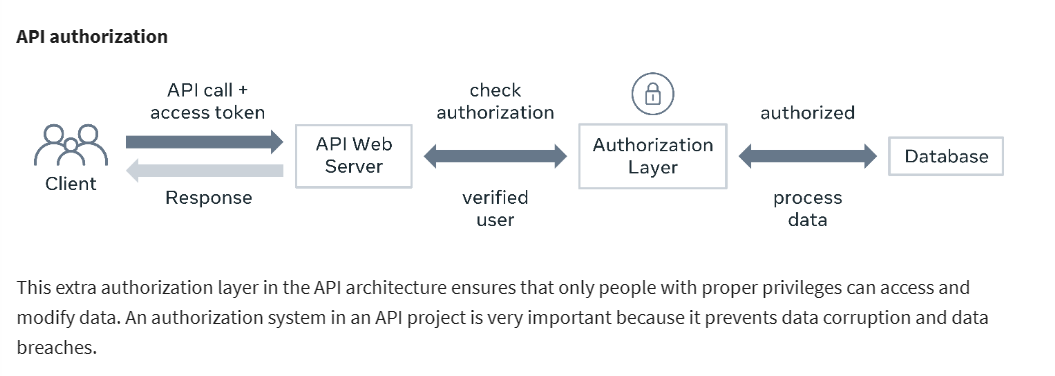 API authorization
API call +
access token
Response
Client
API Web
Server
check
authorization
verified
user
Authorization
Layer
authorized
process
data
Database
This extra authorization layer in the API architecture ensures that only people with proper privileges can access and
modify data. An authorization system in an API project is very important because it prevents data corruption and data
breaches.